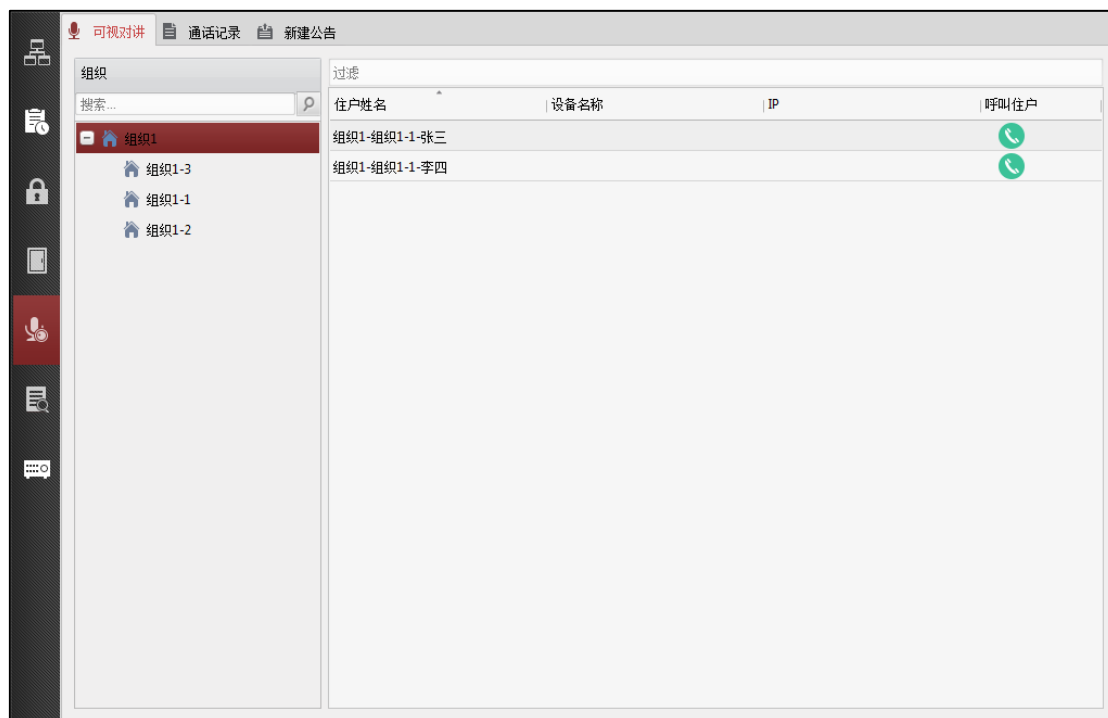 可视对讲 通话记录 新建公告
组织
过滤
搜索...
住户姓名 设备名称 IP 呼叫住户
组织1
组织1-组织1-1-张三
组织1-3
组织1-组织1-1-李四
组织1-1
组织1-2